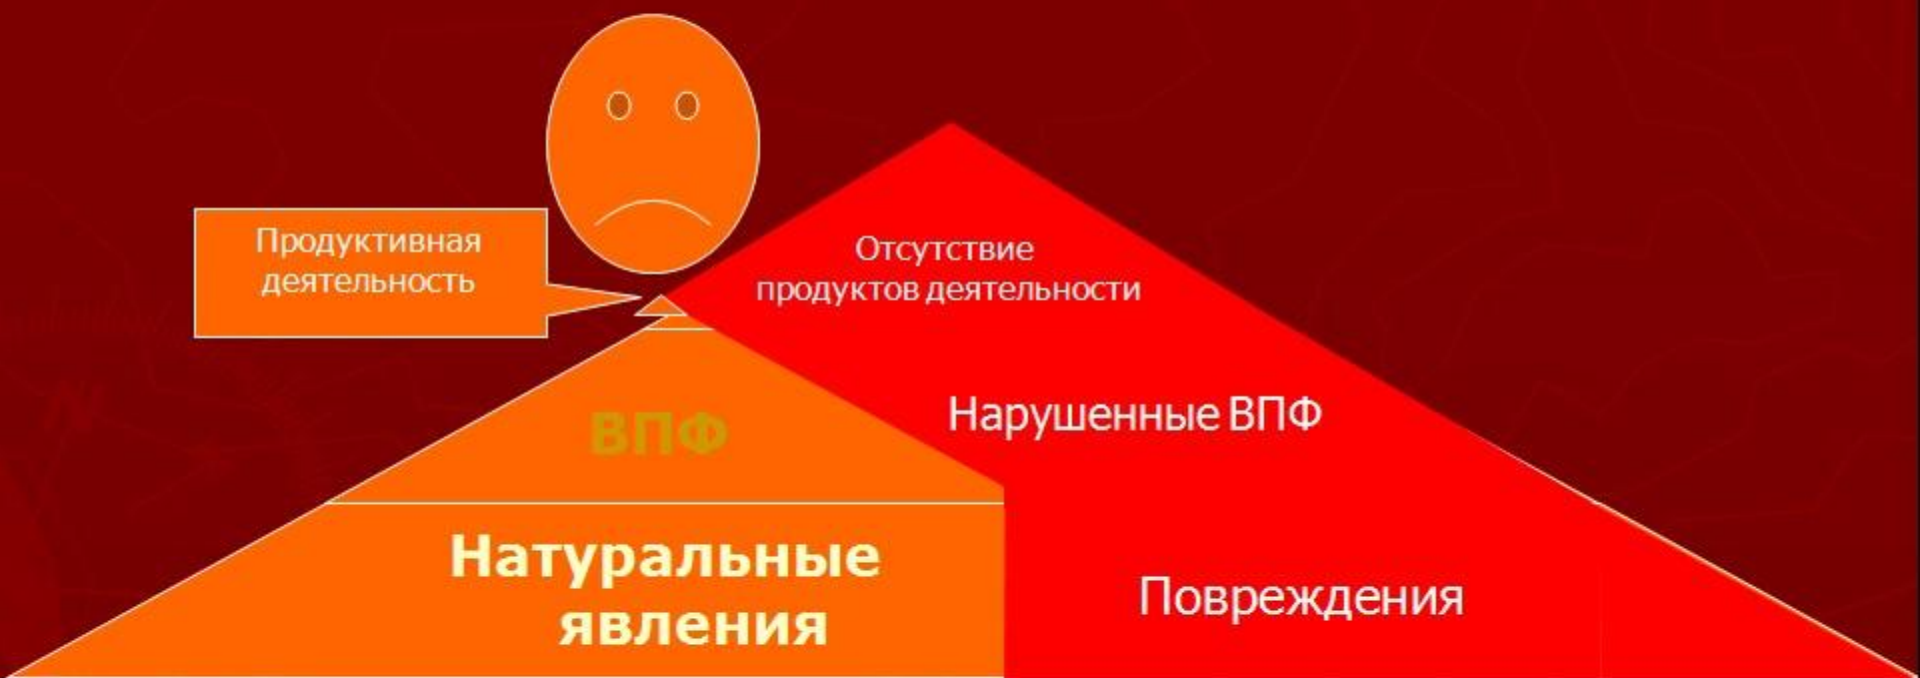 Продуктивная
деятельность
Отсутствие
продуктов деятельности
ВПФ
Нарушенные ВПФ
Натуральные
явления
Повреждения